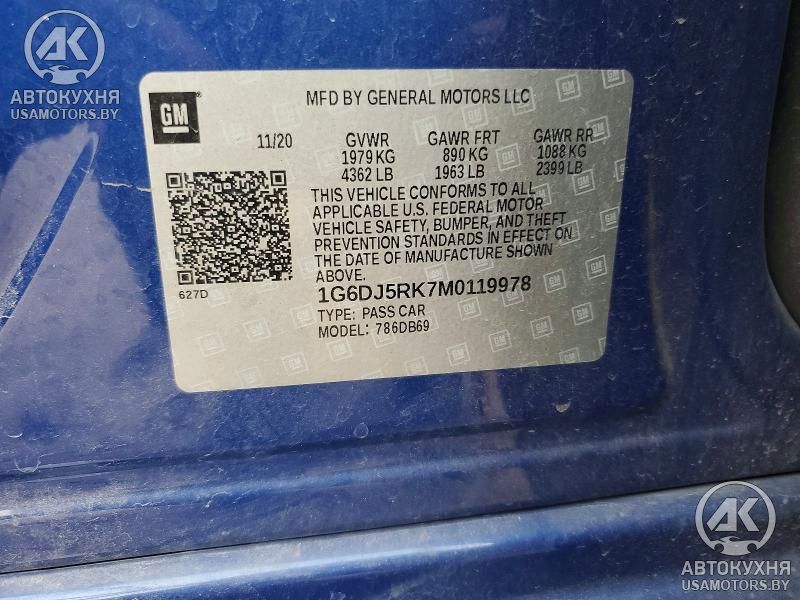 АК
АВТОКУХНЯ
USAMOTORS.BY
GM
MFD BY GENERAL MOTORS LLC
11/20 GVWR GAWR FRT GAWR RR
1979 KG 890 KG 1088 KG
4362 LB 1963 LB 2399 LB
THIS VEHICLE CONFORMS TO ALL
APPLICABLE U.S. FEDERAL MOTOR
VEHICLE SAFETY, BUMPER, AND THEFT
PREVENTION STANDARDS IN EFFECT ON
THE DATE OF MANUFACTURE SHOWN
ABOVE.
627D
1G6DJ5RK7M0119978
TYPE: PASS CAR
MODEL: 786DB69
АК
АВТОКУХНЯ
USAMOTORS.BY